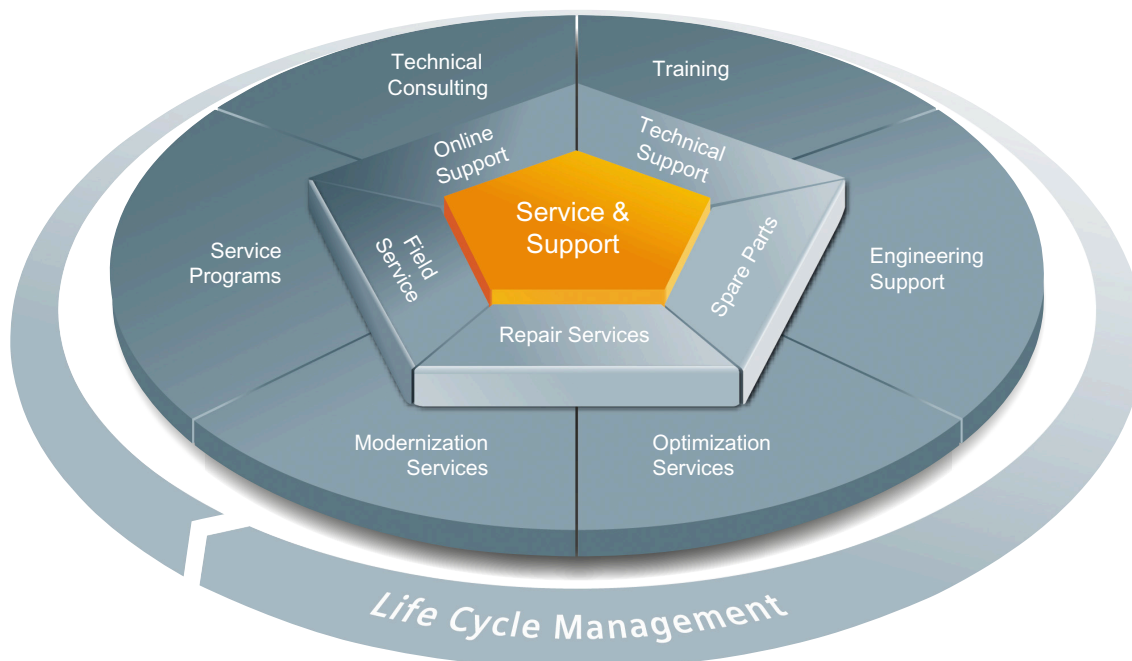 Technical
Consulting
Training
Online
Support
Technical
Support
Service &
Support
Service
Programs
Field
Service
Spare Parts
Engineering
Support
Repair Services
Modernization
Services
Optimization
Services
Life Cycle Management